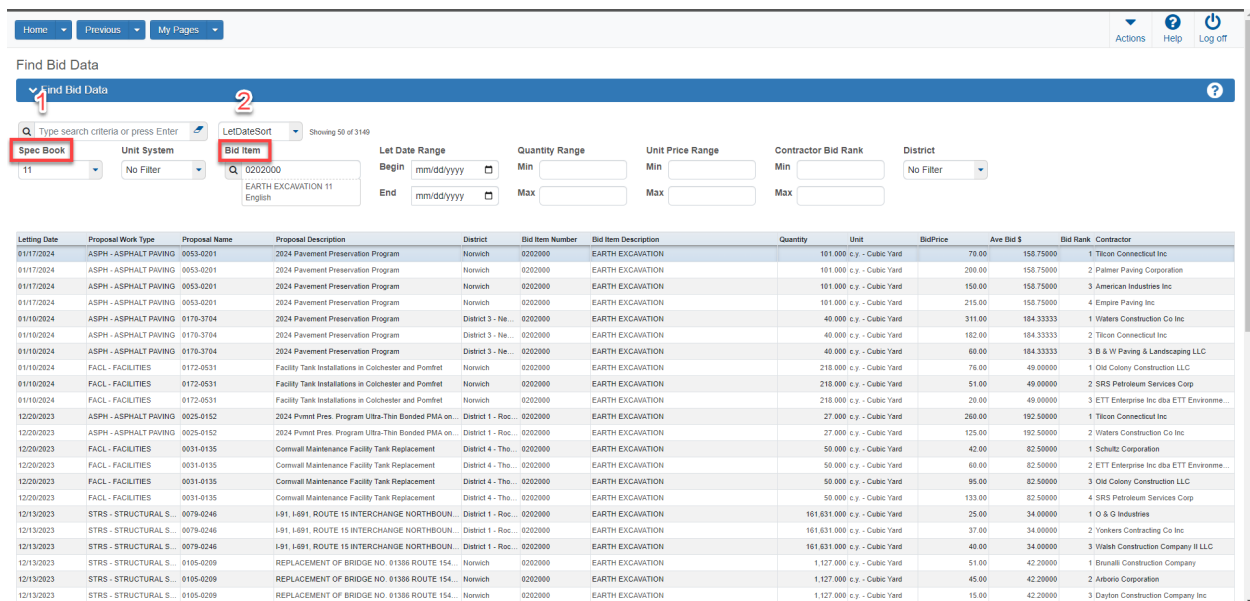 Home Previous My Pages Actions Help Log off
Find Bid Data
Find Bid Data ?
1 2
Type search criteria or press Enter LetDateSort Showing 50 of 3149
Spec Book Unit System Bid Item Let Date Range Quantity Range Unit Price Range Contractor Bid Rank District
11 No Filter 0202000 Begin mm/dd/yyyy Min Min Min No Filter
EARTH EXCAVATION 11
English
End mm/dd/yyyy Max Max Max
Letting Date Proposal Work Type Proposal Name Proposal Description District Bid Item Number Bid Item Description Quantity Unit BidPrice Ave Bid $ Bid Rank Contractor
01/17/2024 ASPH - ASPHALT PAVING 0053-0201 2024 Pavement Preservation Program Norwich 0202000 EARTH EXCAVATION 101.000 c.y. - Cubic Yard 70.00 158.75000 1 Tilcon Connecticut Inc
01/17/2024 ASPH - ASPHALT PAVING 0053-0201 2024 Pavement Preservation Program Norwich 0202000 EARTH EXCAVATION 101.000 c.y. - Cubic Yard 200.00 158.75000 2 Palmer Paving Corporation
01/17/2024 ASPH - ASPHALT PAVING 0053-0201 2024 Pavement Preservation Program Norwich 0202000 EARTH EXCAVATION 101.000 c.y. - Cubic Yard 150.00 158.75000 3 American Industries Inc
01/17/2024 ASPH - ASPHALT PAVING 0053-0201 2024 Pavement Preservation Program Norwich 0202000 EARTH EXCAVATION 101.000 c.y. - Cubic Yard 215.00 158.75000 4 Empire Paving Inc
01/10/2024 ASPH - ASPHALT PAVING 0170-3704 2024 Pavement Preservation Program District 3 - Ne... 0202000 EARTH EXCAVATION 40.000 c.y. - Cubic Yard 311.00 184.33333 1 Waters Construction Co Inc
01/10/2024 ASPH - ASPHALT PAVING 0170-3704 2024 Pavement Preservation Program District 3 - Ne... 0202000 EARTH EXCAVATION 40.000 c.y. - Cubic Yard 182.00 184.33333 2 Tilcon Connecticut Inc
01/10/2024 ASPH - ASPHALT PAVING 0170-3704 2024 Pavement Preservation Program District 3 - Ne... 0202000 EARTH EXCAVATION 40.000 c.y. - Cubic Yard 60.00 184.33333 3 B & W Paving & Landscaping LLC
01/10/2024 FACL - FACILITIES 0172-0531 Facility Tank Installations in Colchester and Pomfret Norwich 0202000 EARTH EXCAVATION 218.000 c.y. - Cubic Yard 76.00 49.00000 1 Old Colony Construction LLC
01/10/2024 FACL - FACILITIES 0172-0531 Facility Tank Installations in Colchester and Pomfret Norwich 0202000 EARTH EXCAVATION 218.000 c.y. - Cubic Yard 51.00 49.00000 2 SRS Petroleum Services Corp
01/10/2024 FACL - FACILITIES 0172-0531 Facility Tank Installations in Colchester and Pomfret Norwich 0202000 EARTH EXCAVATION 218.000 c.y. - Cubic Yard 20.00 49.00000 3 ETT Enterprise Inc dba ETT Environme...
12/20/2023 ASPH - ASPHALT PAVING 0025-0152 2024 Pvmnt Pres. Program Ultra-Thin Bonded PMA on... District 1 - Roc... 0202000 EARTH EXCAVATION 27.000 c.y. - Cubic Yard 260.00 192.50000 1 Tilcon Connecticut Inc
12/20/2023 ASPH - ASPHALT PAVING 0025-0152 2024 Pvmnt Pres. Program Ultra-Thin Bonded PMA on... District 1 - Roc... 0202000 EARTH EXCAVATION 27.000 c.y. - Cubic Yard 125.00 192.50000 2 Waters Construction Co Inc
12/20/2023 FACL - FACILITIES 0031-0135 Cornwall Maintenance Facility Tank Replacement District 4 - Tho... 0202000 EARTH EXCAVATION 50.000 c.y. - Cubic Yard 42.00 82.50000 1 Schultz Corporation
12/20/2023 FACL - FACILITIES 0031-0135 Cornwall Maintenance Facility Tank Replacement District 4 - Tho... 0202000 EARTH EXCAVATION 50.000 c.y. - Cubic Yard 60.00 82.50000 2 ETT Enterprise Inc dba ETT Environme...
12/20/2023 FACL - FACILITIES 0031-0135 Cornwall Maintenance Facility Tank Replacement District 4 - Tho... 0202000 EARTH EXCAVATION 50.000 c.y. - Cubic Yard 95.00 82.50000 3 Old Colony Construction LLC
12/20/2023 FACL - FACILITIES 0031-0135 Cornwall Maintenance Facility Tank Replacement District 4 - Tho... 0202000 EARTH EXCAVATION 50.000 c.y. - Cubic Yard 133.00 82.50000 4 SRS Petroleum Services Corp
12/13/2023 STRS - STRUCTURAL S... 0079-0246 I-91, I-691, ROUTE 15 INTERCHANGE NORTHBOUN... District 1 - Roc... 0202000 EARTH EXCAVATION 161,631.000 c.y. - Cubic Yard 25.00 34.00000 1 O & G Industries
12/13/2023 STRS - STRUCTURAL S... 0079-0246 I-91, I-691, ROUTE 15 INTERCHANGE NORTHBOUN... District 1 - Roc... 0202000 EARTH EXCAVATION 161,631.000 c.y. - Cubic Yard 37.00 34.00000 2 Yonkers Contracting Co Inc
12/13/2023 STRS - STRUCTURAL S... 0079-0246 I-91, I-691, ROUTE 15 INTERCHANGE NORTHBOUN... District 1 - Roc... 0202000 EARTH EXCAVATION 161,631.000 c.y. - Cubic Yard 40.00 34.00000 3 Walsh Construction Company II LLC
12/13/2023 STRS - STRUCTURAL S... 0105-0209 REPLACEMENT OF BRIDGE NO. 01386 ROUTE 154... Norwich 0202000 EARTH EXCAVATION 1,127.000 c.y. - Cubic Yard 51.00 42.20000 1 Brunalli Construction Company
12/13/2023 STRS - STRUCTURAL S... 0105-0209 REPLACEMENT OF BRIDGE NO. 01386 ROUTE 154... Norwich 0202000 EARTH EXCAVATION 1,127.000 c.y. - Cubic Yard 45.00 42.20000 2 Arborio Corporation
12/13/2023 STRS - STRUCTURAL S... 0105-0209 REPLACEMENT OF BRIDGE NO. 01386 ROUTE 154... Norwich 0202000 EARTH EXCAVATION 1,127.000 c.y. - Cubic Yard 15.00 42.20000 3 Dayton Construction Company Inc